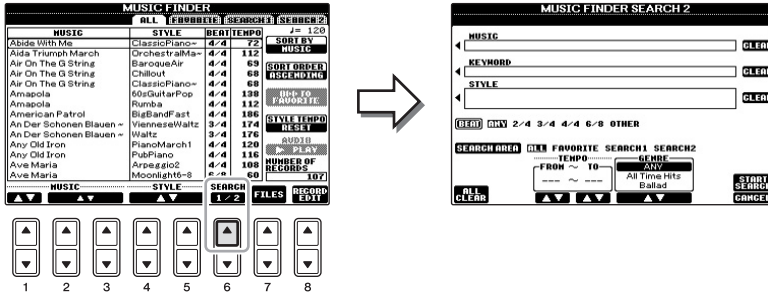 MUSIC FINDER
ALL FAVORITE SEARCH1 SEARCH2
MUSIC STYLE BEAT TEMPO ♩= 120
Abide With Me ClassicPiano~ 4/4 72 SORT BY MUSIC
Aida Triumph March OrchestralMa~ 4/4 112
Air On The G String BaroqueAir 4/4 69 SORT ORDER
Air On The G String Chillout 4/4 68 ASCENDING
Air On The G String ClassicPiano~ 4/4 68
Amapola 60sGuitarPop 4/4 138 ADD TO
Amapola Rumba 4/4 112 FAVORITE
American Patrol BigBandFast 4/4 186
An Der Schonen Blauen ~ VienneseWaltz 3/4 174 STYLE TEMPO
An Der Schonen Blauen ~ Waltz 3/4 176 RESET
Any Old Iron PianoMarch1 4/4 120 AUDIO
Any Old Iron PubPiano 4/4 116 ▶ PLAY
Ave Maria Arpeggio2 4/4 108 NUMBER OF RECORDS
Ave Maria Moonlight6-8 6/8 60 107
MUSIC STYLE SEARCH
▲▼ ▲▼ ▲▼ 1 / 2 FILES RECORD EDIT
1 2 3 4 5 6 7 8
MUSIC FINDER SEARCH 2
MUSIC
CLEAR
KEYWORD
CLEAR
STYLE
CLEAR
BEAT ANY 2/4 3/4 4/4 6/8 OTHER
SEARCH AREA ALL FAVORITE SEARCH1 SEARCH2
TEMPO GENRE
FROM ~ TO ANY
--- ~ --- All Time Hits
Ballad
ALL CLEAR
START SEARCH
CANCEL